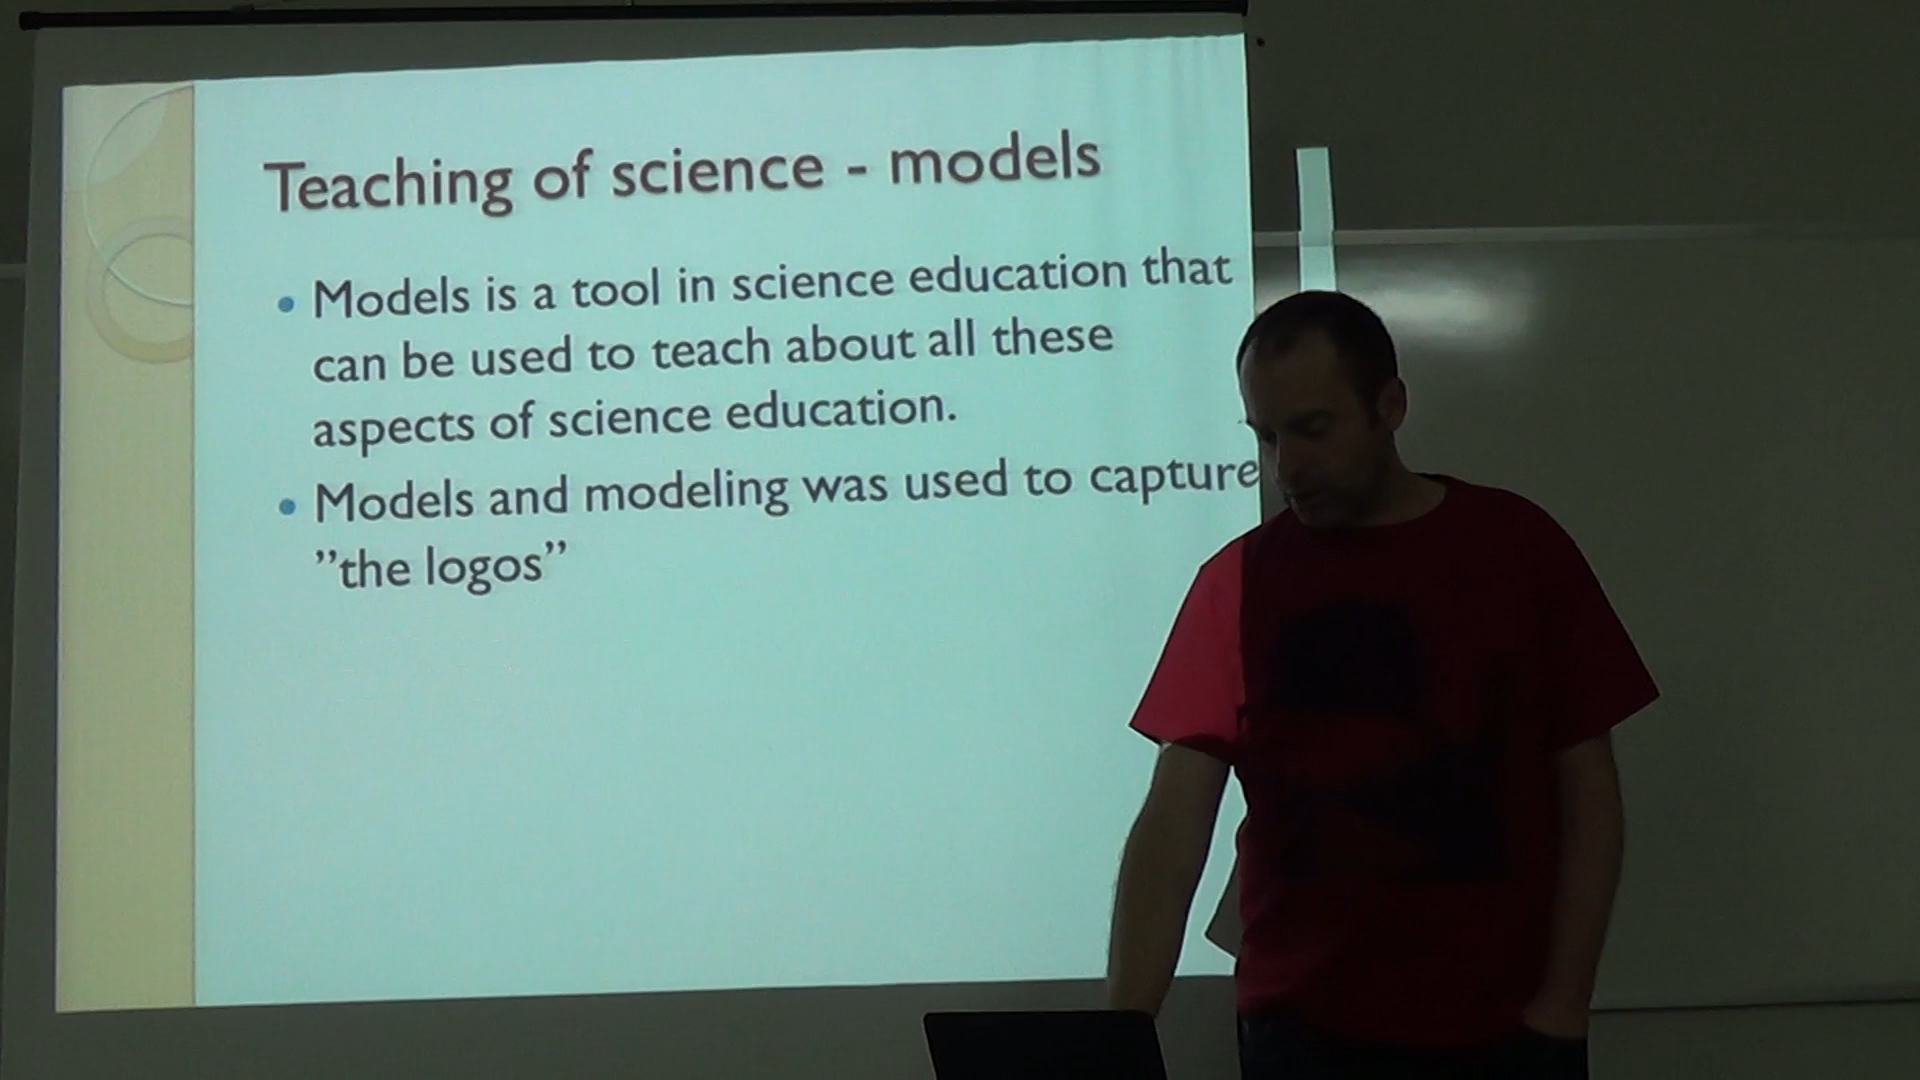 Teaching of science - models
• Models is a tool in science education that
can be used to teach about all these
aspects of science education.
• Models and modeling was used to capture
”the logos”